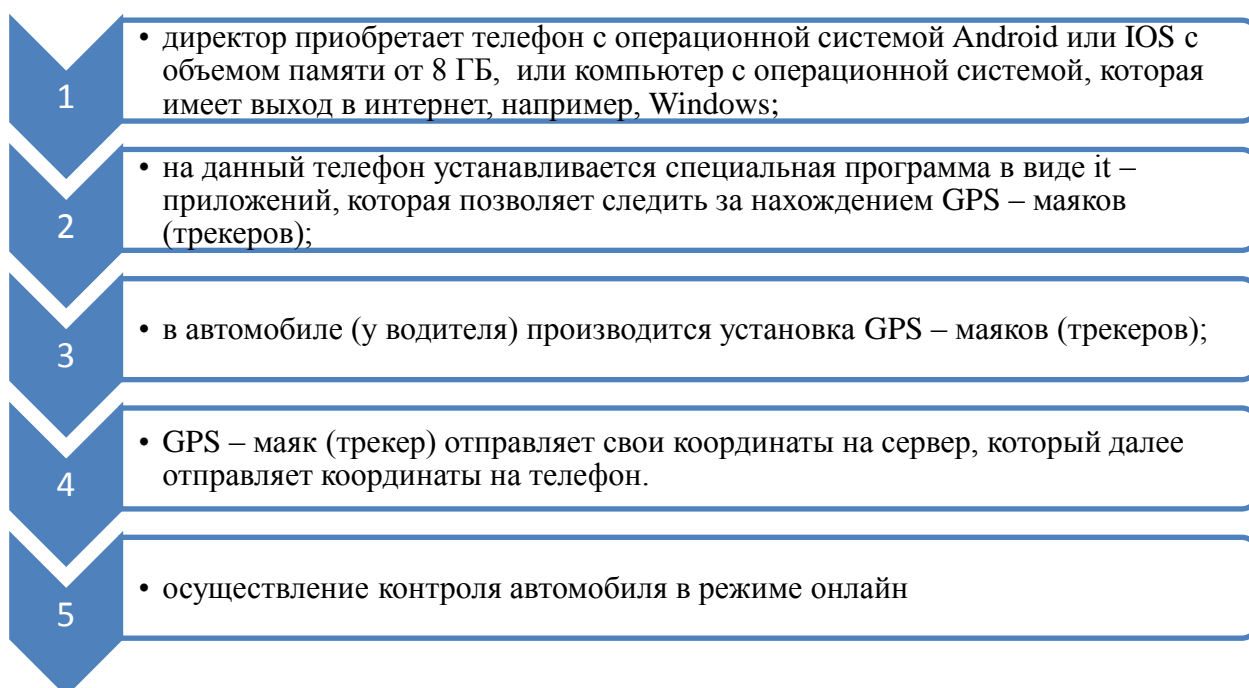 1
• директор приобретает телефон с операционной системой Android или IOS с
объемом памяти от 8 ГБ, или компьютер с операционной системой, которая
имеет выход в интернет, например, Windows;
2
• на данный телефон устанавливается специальная программа в виде it –
приложений, которая позволяет следить за нахождением GPS – маяков
(трекеров);
3
• в автомобиле (у водителя) производится установка GPS – маяков (трекеров);
4
• GPS – маяк (трекер) отправляет свои координаты на сервер, который далее
отправляет координаты на телефон.
5
• осуществление контроля автомобиля в режиме онлайн